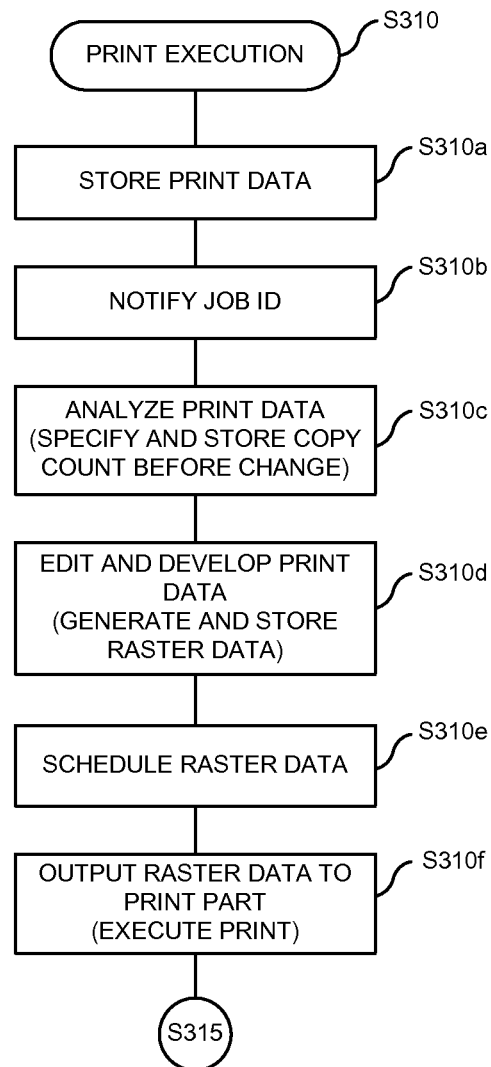 S310
PRINT EXECUTION
S310a
STORE PRINT DATA
S310b
NOTIFY JOB ID
S310c
ANALYZE PRINT DATA
(SPECIFY AND STORE COPY
COUNT BEFORE CHANGE)
S310d
EDIT AND DEVELOP PRINT
DATA
(GENERATE AND STORE
RASTER DATA)
S310e
SCHEDULE RASTER DATA
S310f
OUTPUT RASTER DATA TO
PRINT PART
(EXECUTE PRINT)
S315